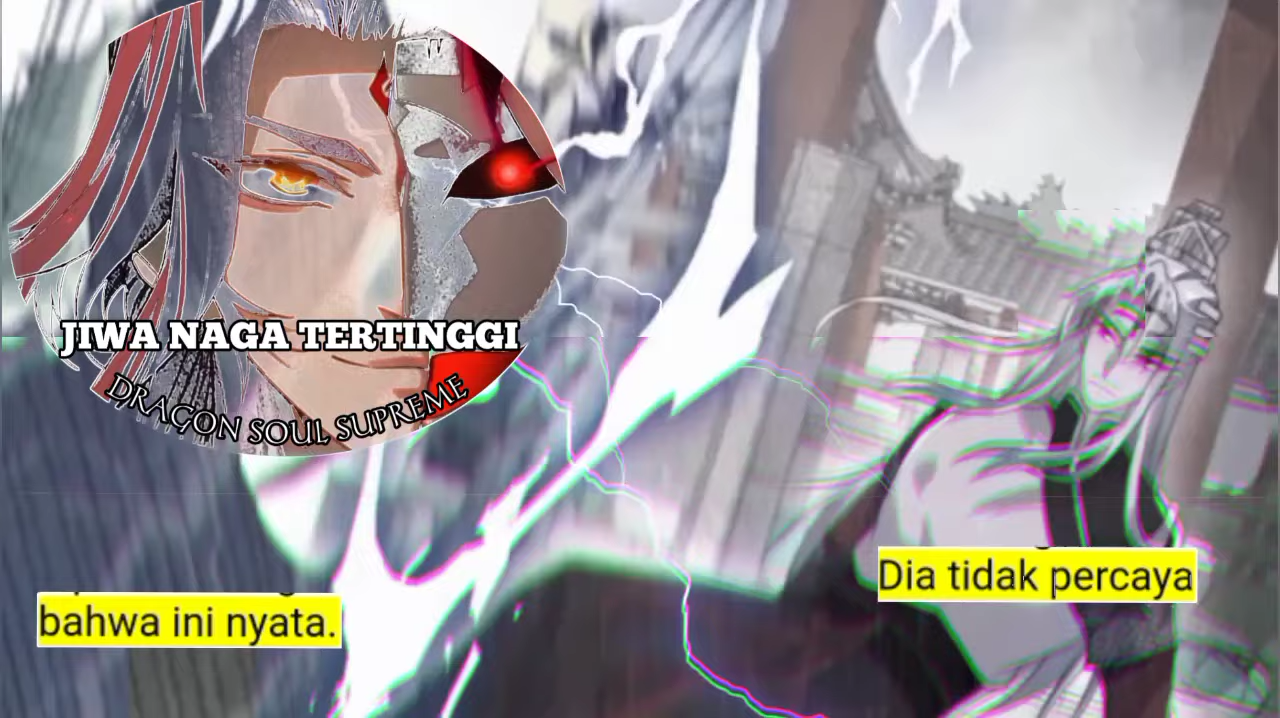 JIWA NAGA TERTINGGI
DRAGON SOUL SUPREME
Dia tidak percaya
bahwa ini nyata.